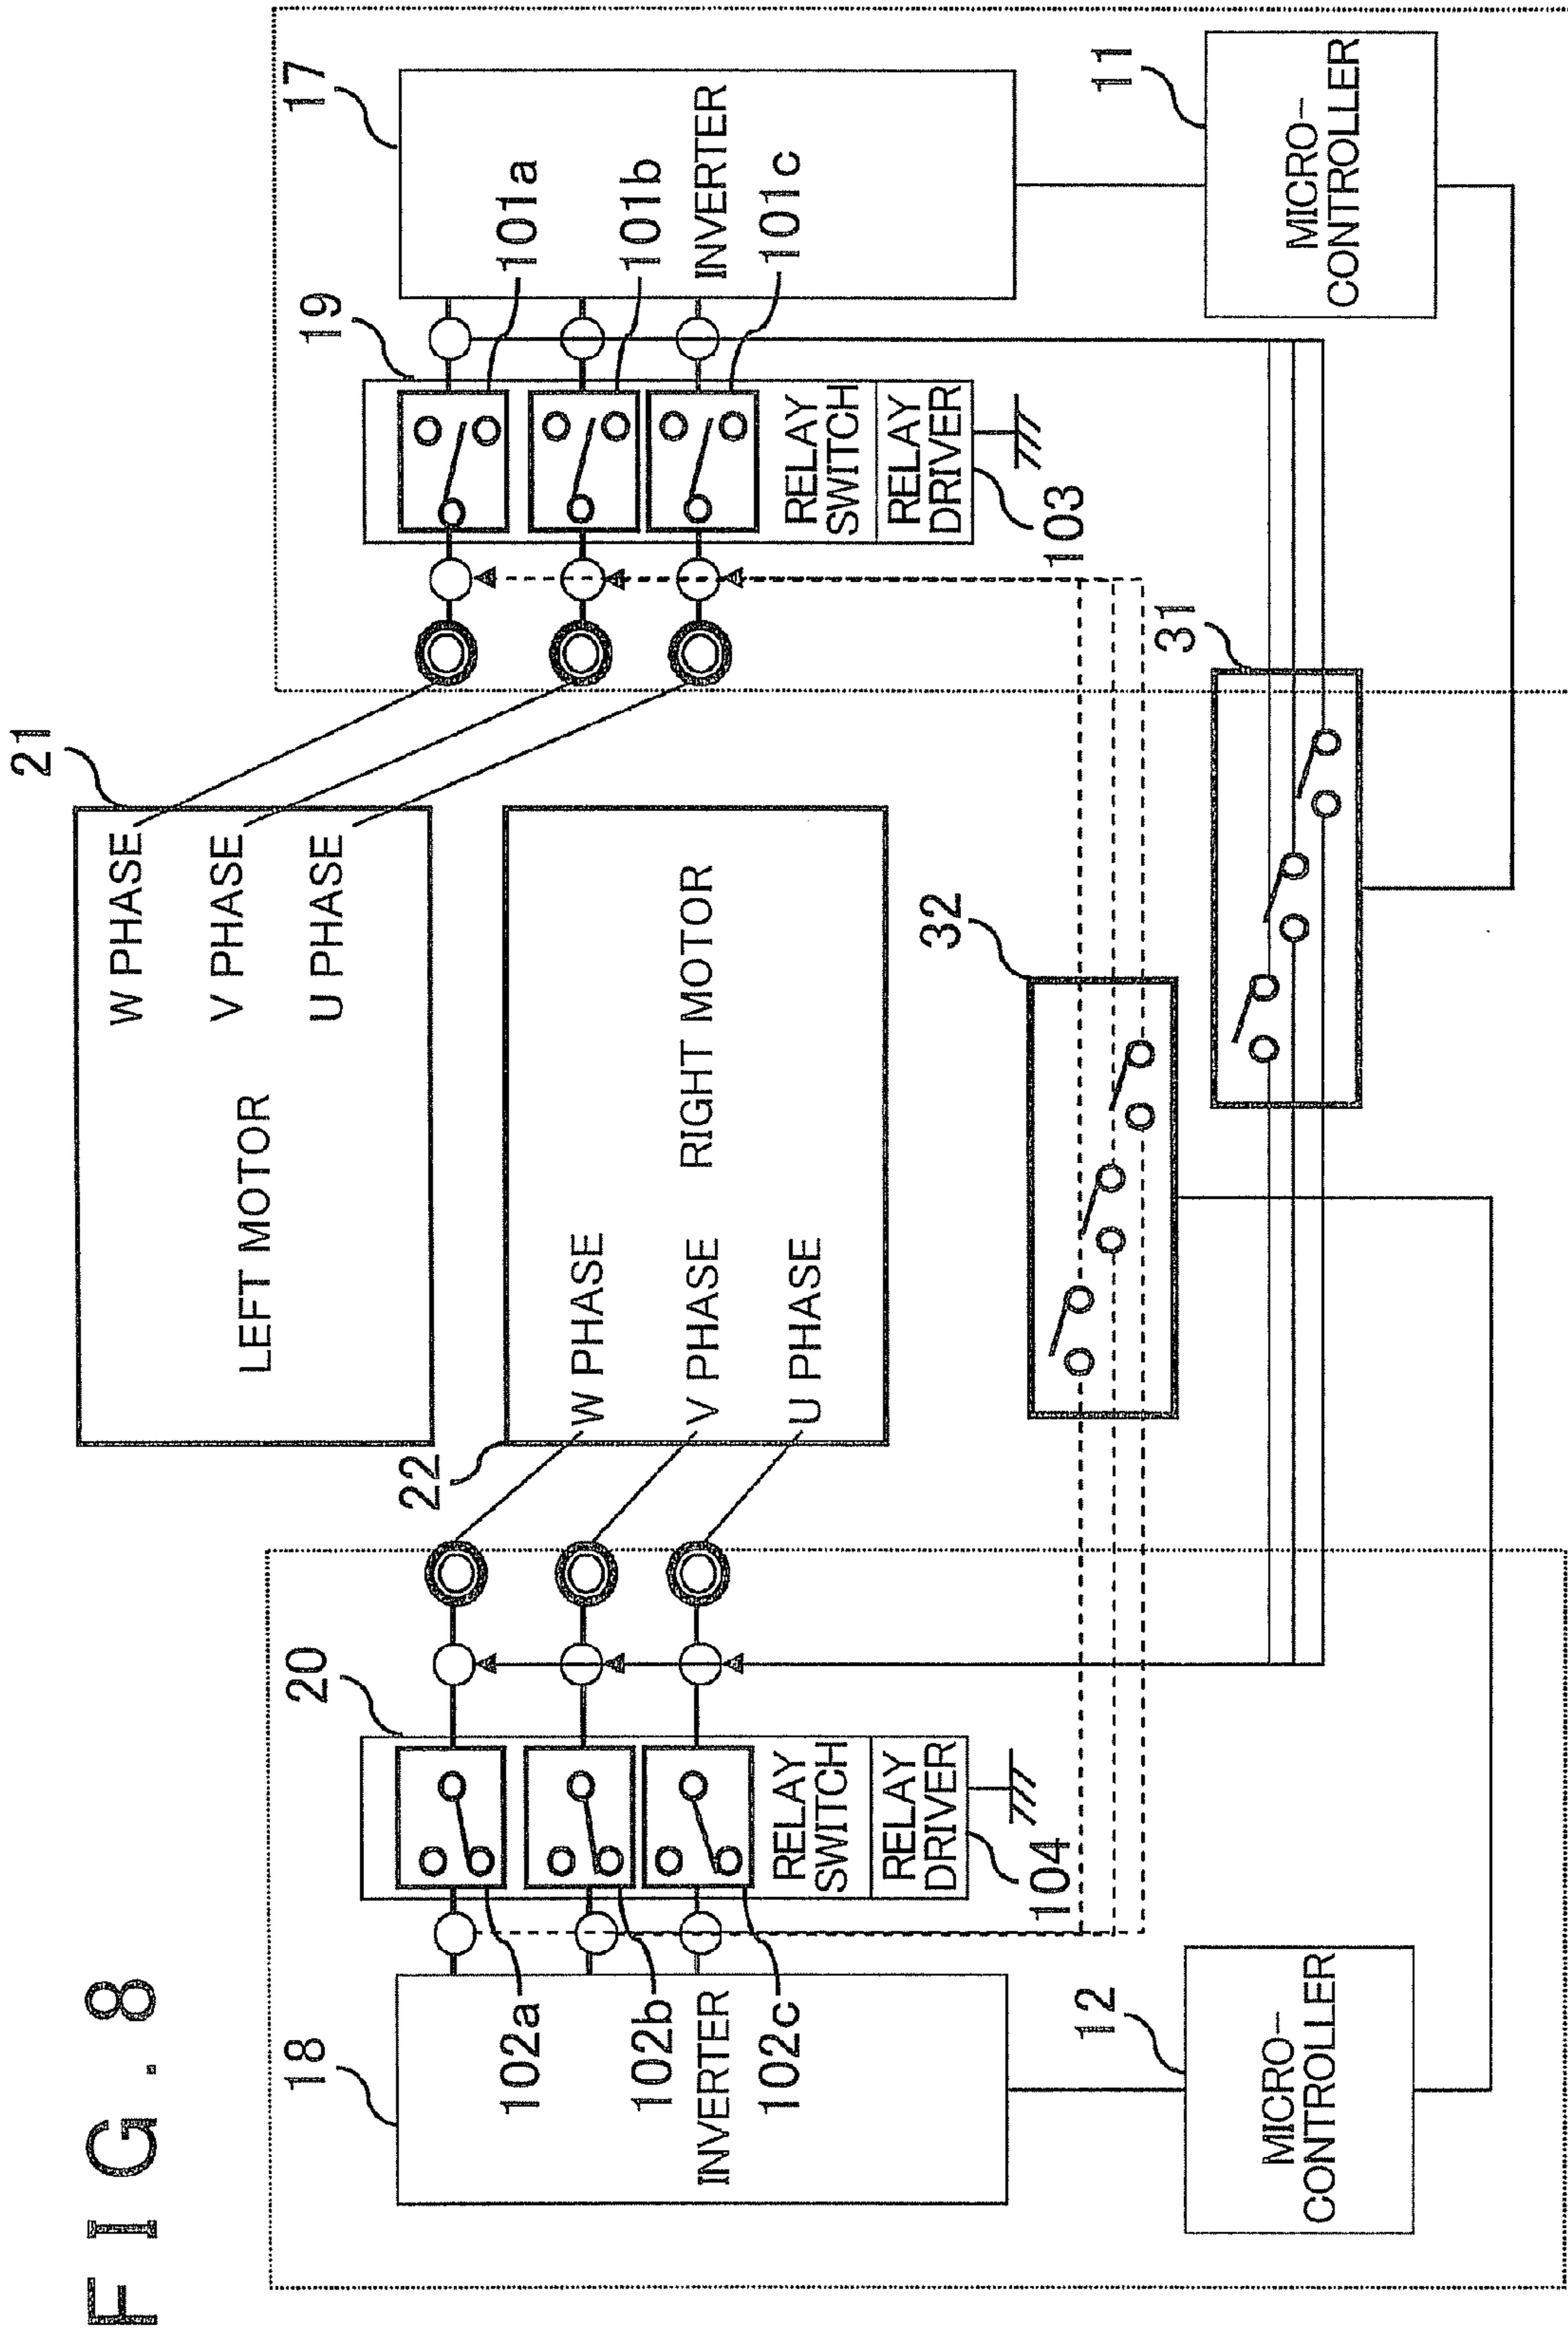 FIG. 8
18
INVERTER
102a
102b
102c
20
RELAY
SWITCH
RELAY
DRIVER
104
12
MICRO-
CONTROLLER
21
LEFT MOTOR
W PHASE
V PHASE
U PHASE
22
RIGHT MOTOR
W PHASE
V PHASE
U PHASE
32
31
19
RELAY
SWITCH
RELAY
DRIVER
103
17
INVERTER
101a
101b
101c
11
MICRO-
CONTROLLER